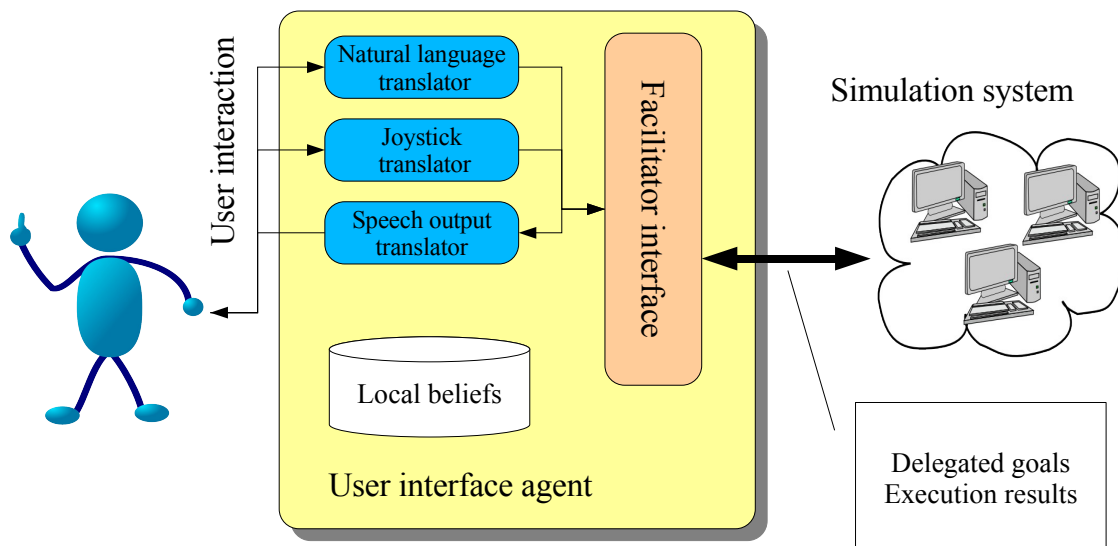 User interaction
Natural language
translator
Joystick
translator
Speech output
translator
Facilitator interface
Local beliefs
User interface agent
Simulation system
Delegated goals
Execution results